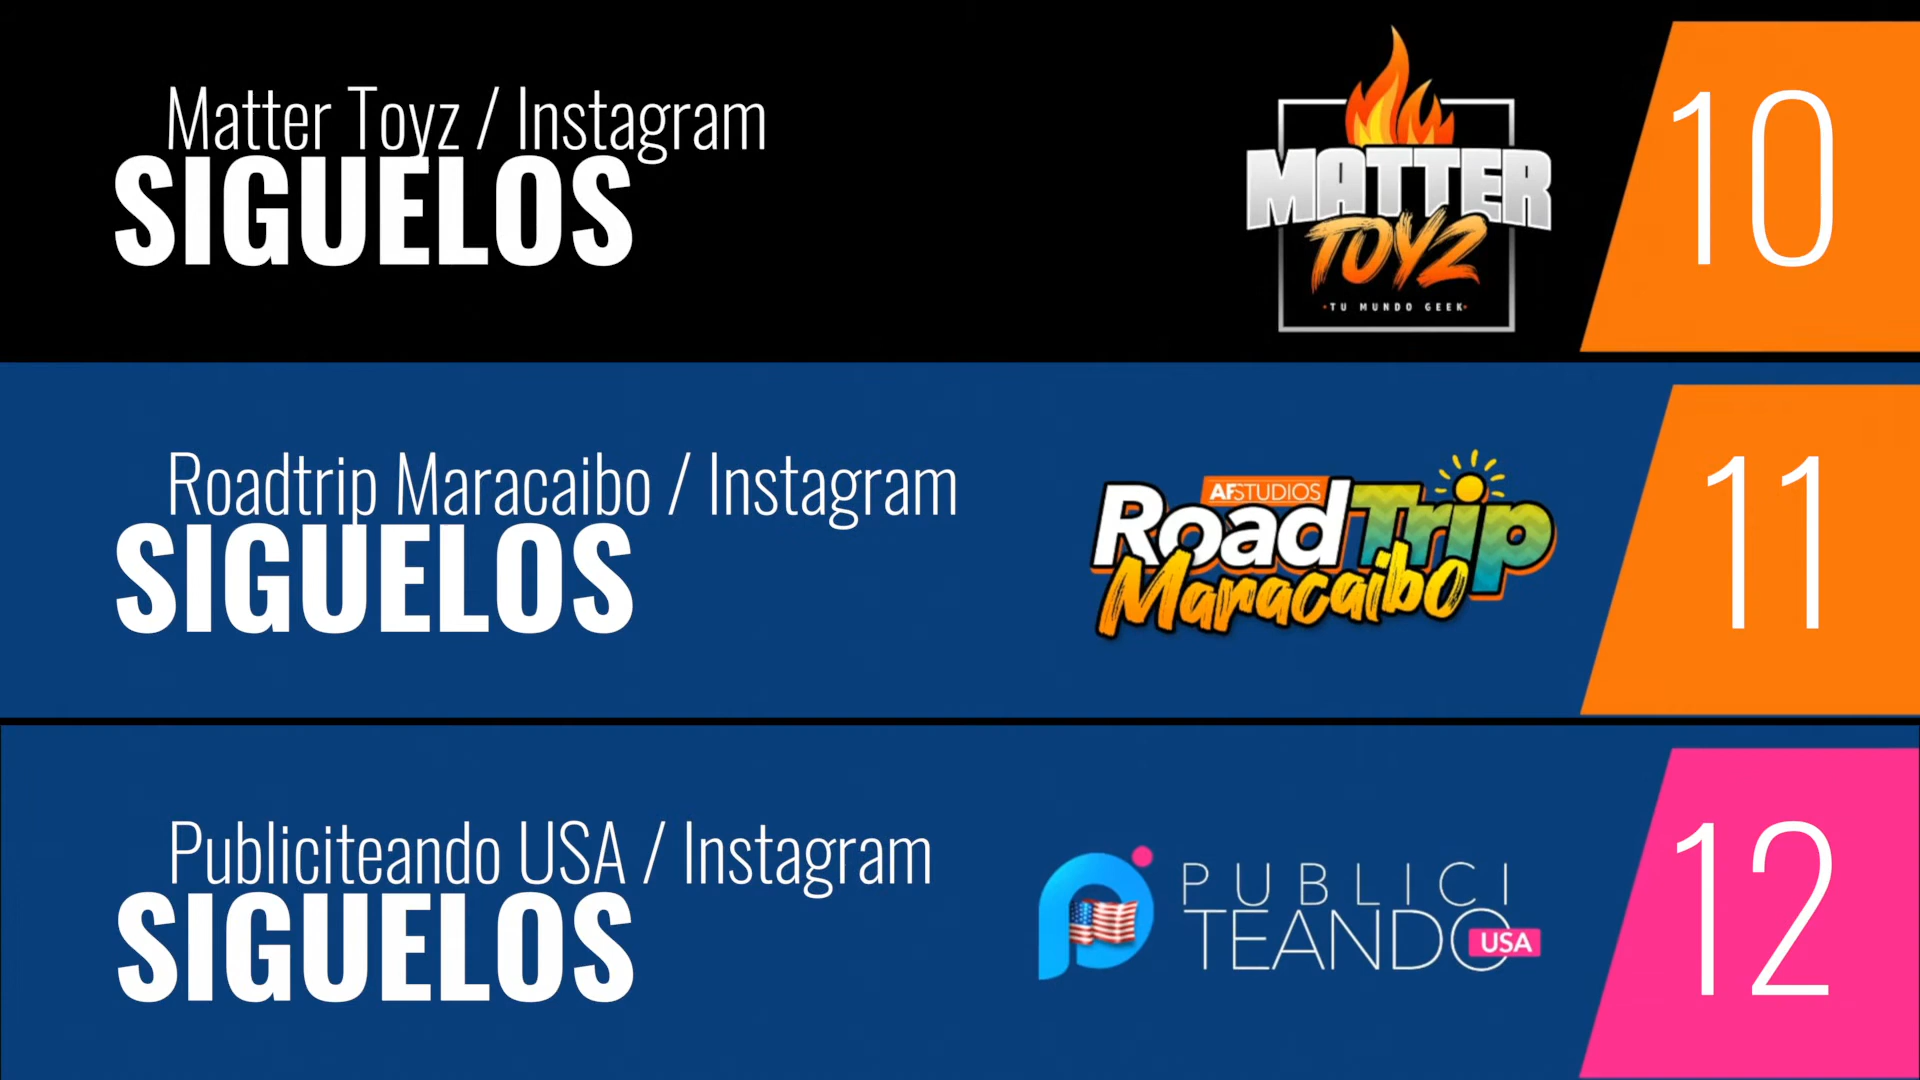 Matter Toyz / Instagram
SIGUELOS
MATTER
TOYZ
•TU MUNDO GEEK•
10
Roadtrip Maracaibo / Instagram
SIGUELOS
AFSTUDIOS
RoadTrip
Maracaibo
11
Publiciteando USA / Instagram
SIGUELOS
PUBLICI
TEANDO
USA
12